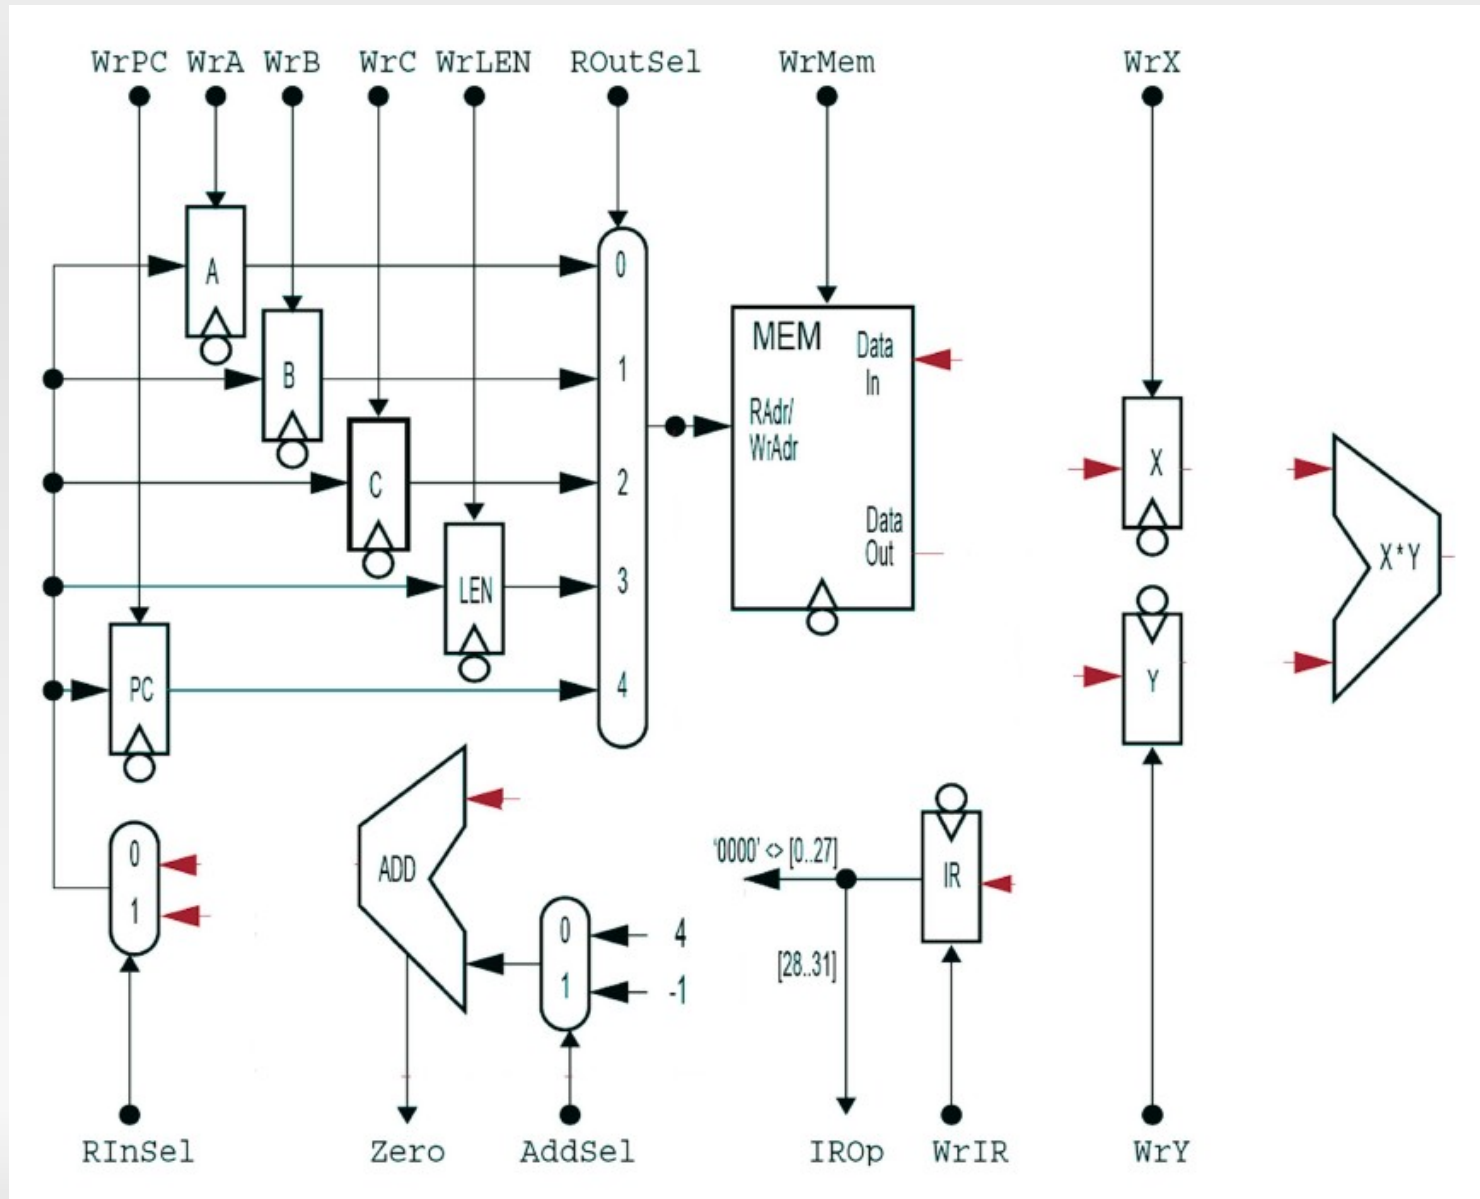 WrPC WrA WrB WrC WrLEN ROutSel WrMem WrX
A
0
B
1
C
2
LEN
3
PC
4
MEM
Data
In
RAdr/
WrAdr
Data
Out
X
X*Y
Y
0
1
ADD
0
4
1
-1
'0000' <> [0..27]
IR
[28..31]
RInSel Zero AddSel IROp WrIR WrY